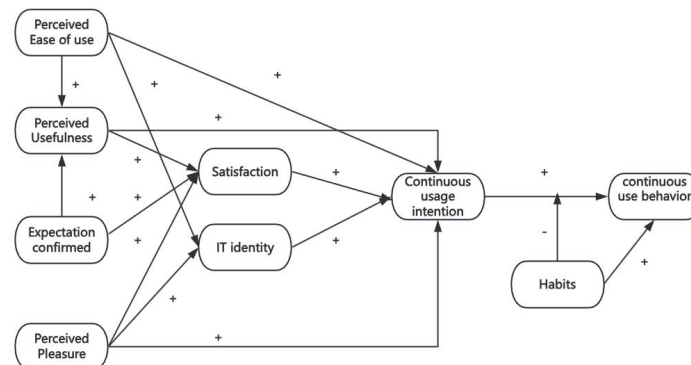 Perceived
Ease of use
+
+
+
+
Perceived
Usefulness
+
+
+
+
Satisfaction
+
Continuous
usage
intention
+
continuous
use behavior
Expectation
confirmed
+
IT identity
+
-
+
Habits
+
Perceived
Pleasure
+